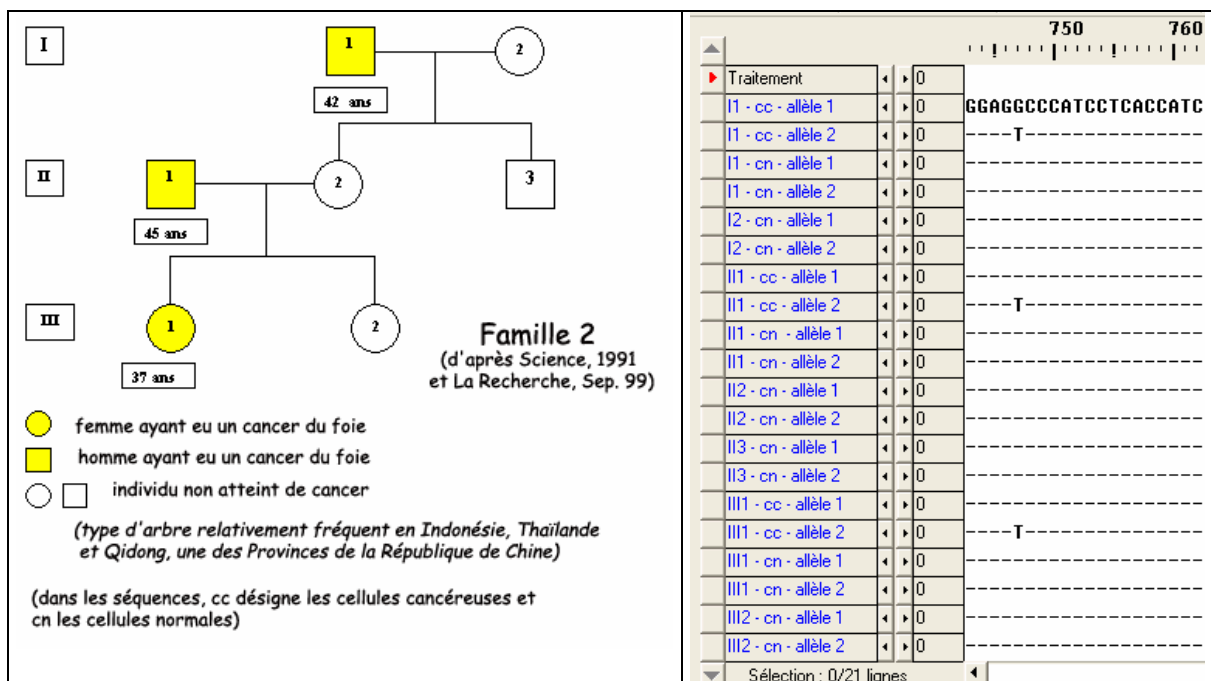 I
1
2
42 ans
II
1
2
3
45 ans
III
1
2
37 ans
Famille 2
(d'après Science, 1991
et La Recherche, Sep. 99)
femme ayant eu un cancer du foie
homme ayant eu un cancer du foie
individu non atteint de cancer
(type d'arbre relativement fréquent en Indonésie, Thaïlande
et Qidong, une des Provinces de la République de Chine)
(dans les séquences, cc désigne les cellules cancéreuses et
cn les cellules normales)
750 760
Traitement 0
I1 - cc - allèle 1 0 GGAGGCCCATCCTCACCATC
I1 - cc - allèle 2 0 ----T---------------
I1 - cn - allèle 1 0 --------------------
I1 - cn - allèle 2 0 --------------------
I2 - cn - allèle 1 0 --------------------
I2 - cn - allèle 2 0 --------------------
II1 - cc - allèle 1 0 --------------------
II1 - cc - allèle 2 0 ----T---------------
II1 - cn - allèle 1 0 --------------------
II1 - cn - allèle 2 0 --------------------
II2 - cn - allèle 1 0 --------------------
II2 - cn - allèle 2 0 --------------------
II3 - cn - allèle 1 0 --------------------
II3 - cn - allèle 2 0 --------------------
III1 - cc - allèle 1 0 --------------------
III1 - cc - allèle 2 0 ----T---------------
III1 - cn - allèle 1 0 --------------------
III1 - cn - allèle 2 0 --------------------
III2 - cn - allèle 1 0 --------------------
III2 - cn - allèle 2 0 --------------------
Sélection : 0/21 lignes